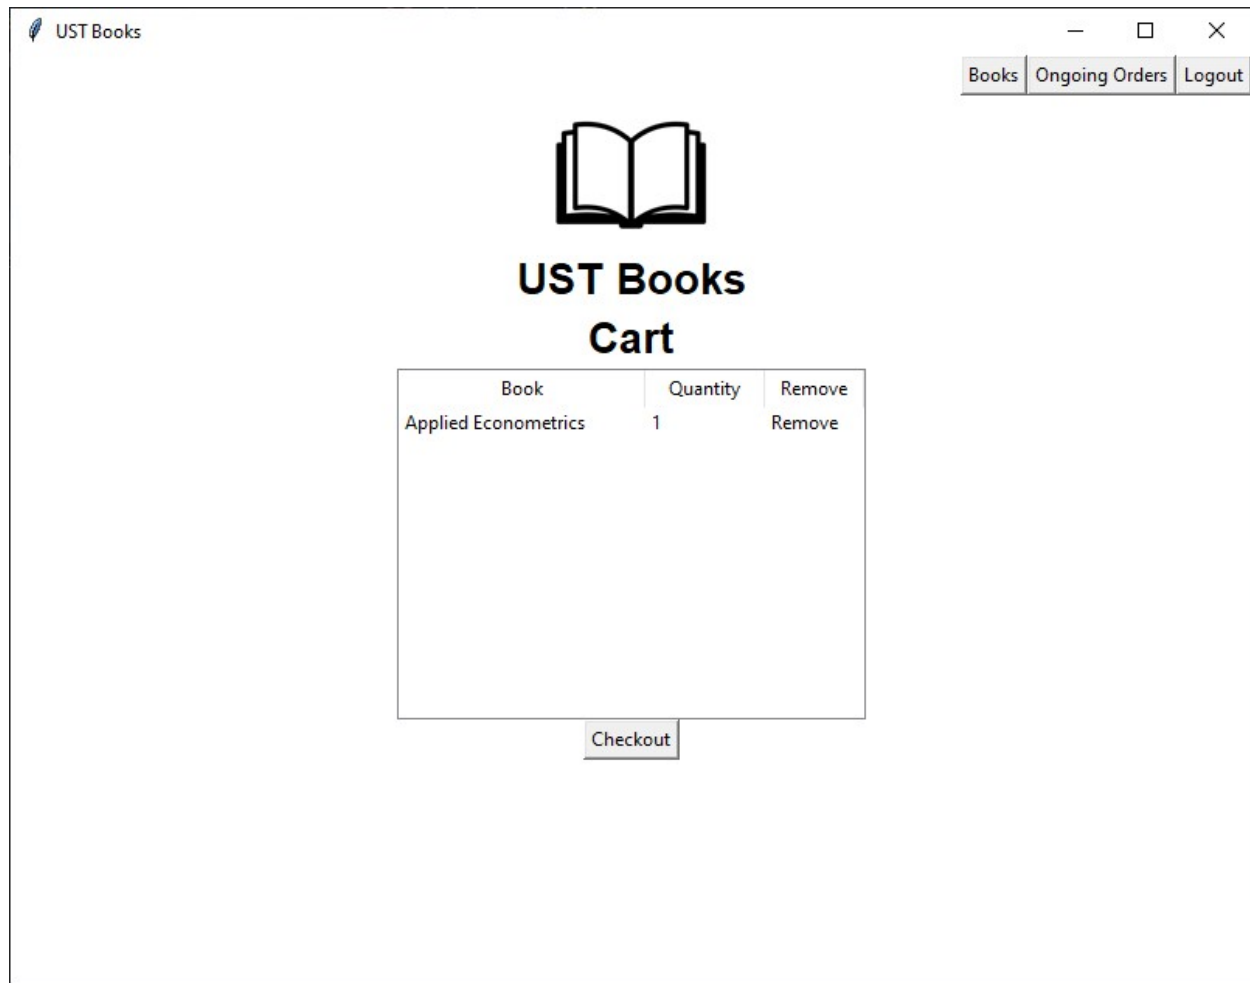 UST Books
Books Ongoing Orders Logout
UST Books
Cart
Book Quantity Remove
Applied Econometrics 1 Remove
Checkout